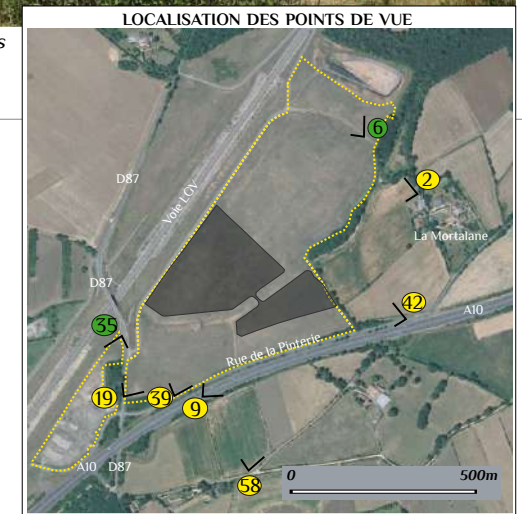 s
LOCALISATION DES POINTS DE VUE
6
D87
2
Voie LGV
La Mortalane
D87
42
A10
35
Rue de la Pinterie
19
39
9
A10
D87
58
0
500m